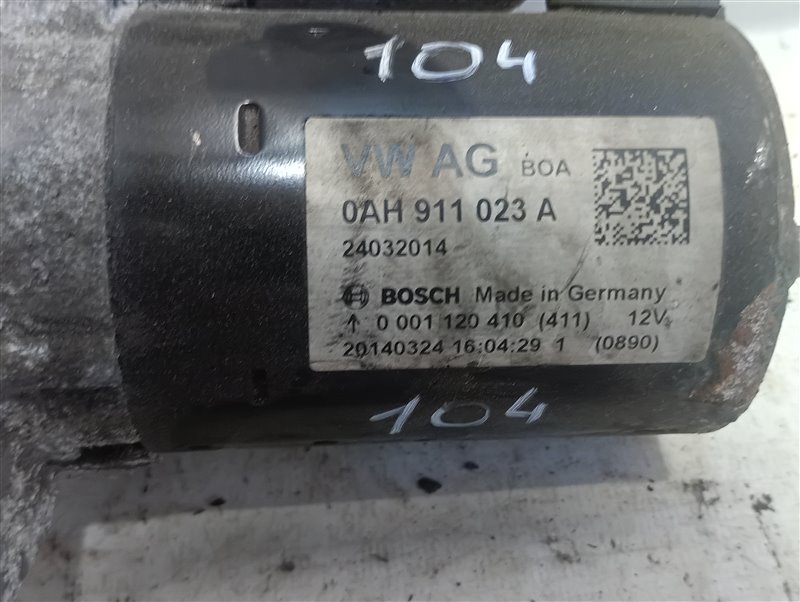 104
VW AG BOA
0AH 911 023 A
24032014
BOSCH Made in Germany
↑ 0 001 120 410 (411) 12V
20140324 16:04:29 1 (0890)
104